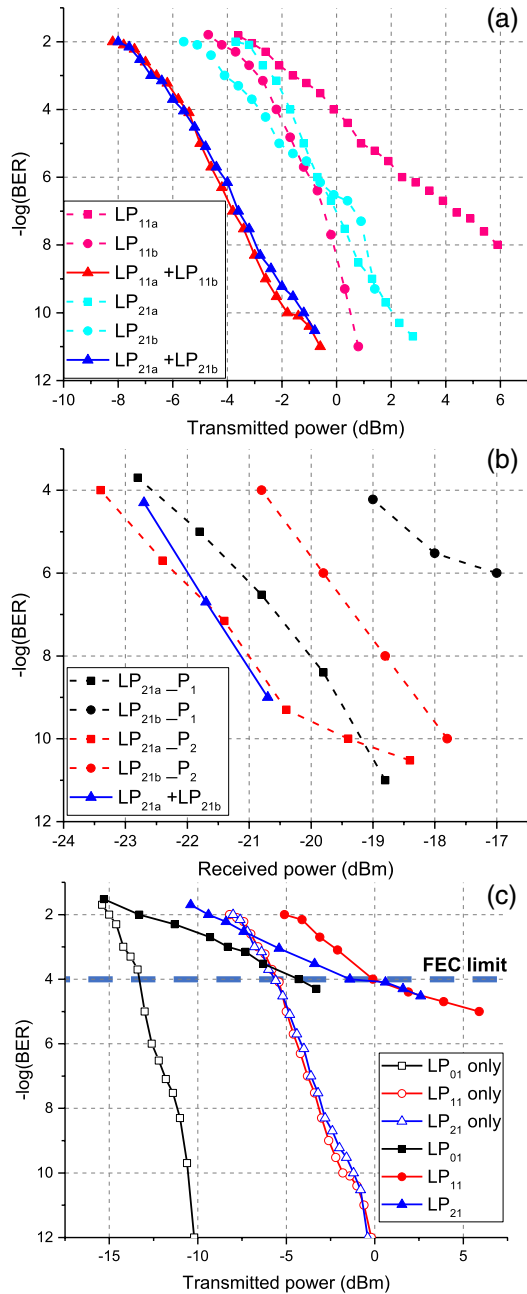 (a)
2
4
6
8
10
12
-log(BER)
LP11a
LP11b
LP11a +LP11b
LP21a
LP21b
LP21a +LP21b
-10 -8 -6 -4 -2 0 2 4 6
Transmitted power (dBm)
(b)
4
6
8
10
12
-log(BER)
LP21a_P1
LP21b_P1
LP21a_P2
LP21b_P2
LP21a +LP21b
-24 -23 -22 -21 -20 -19 -18 -17
Received power (dBm)
(c)
2
4
6
8
10
12
-log(BER)
FEC limit
LP01 only
LP11 only
LP21 only
LP01
LP11
LP21
-15 -10 -5 0 5
Transmitted power (dBm)